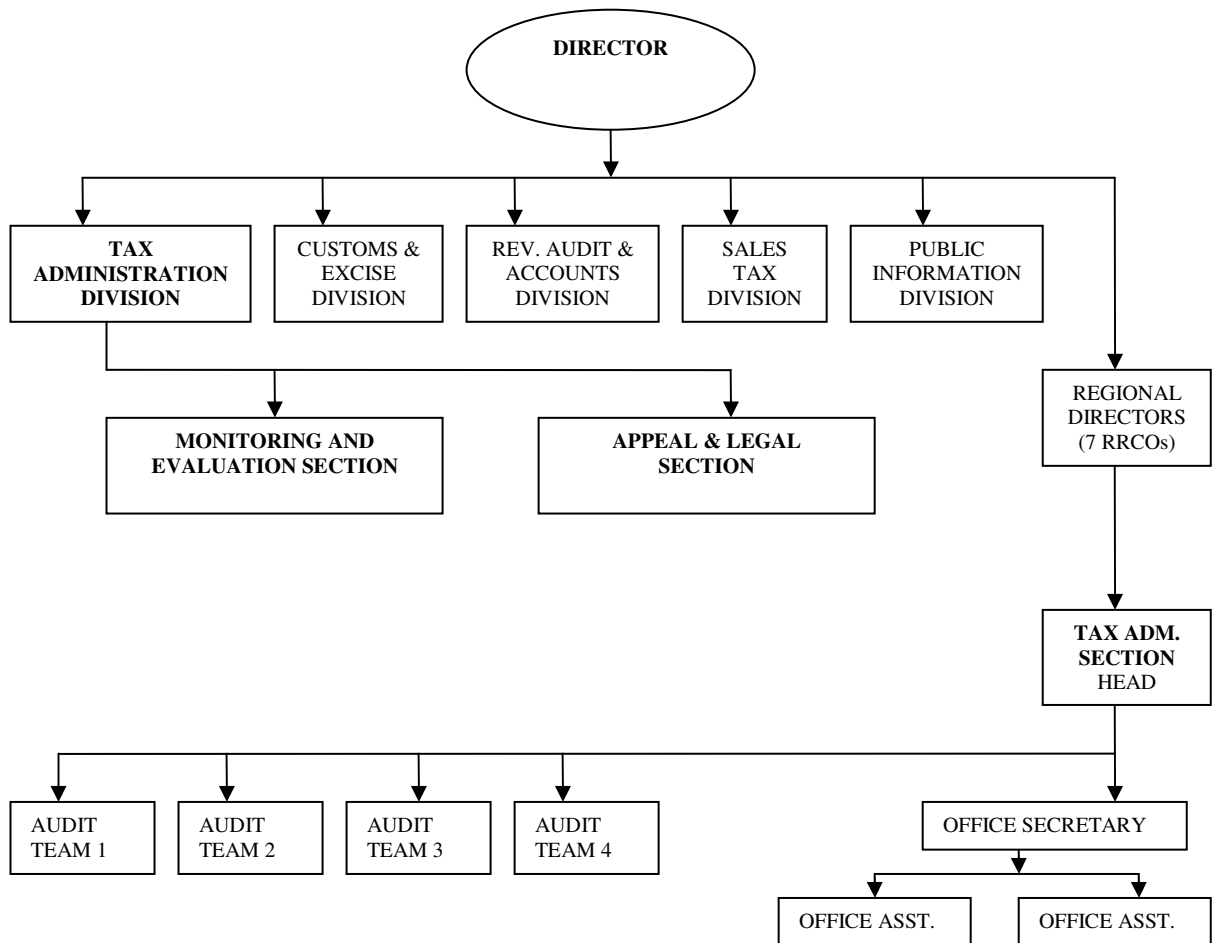 DIRECTOR
TAX
ADMINISTRATION
DIVISION
CUSTOMS &
EXCISE
DIVISION
REV. AUDIT &
ACCOUNTS
DIVISION
SALES
TAX
DIVISION
PUBLIC
INFORMATION
DIVISION
REGIONAL
DIRECTORS
(7 RRCOs)
MONITORING AND
EVALUATION SECTION
APPEAL & LEGAL
SECTION
TAX ADM.
SECTION
HEAD
AUDIT
TEAM 1
AUDIT
TEAM 2
AUDIT
TEAM 3
AUDIT
TEAM 4
OFFICE SECRETARY
OFFICE ASST.
OFFICE ASST.